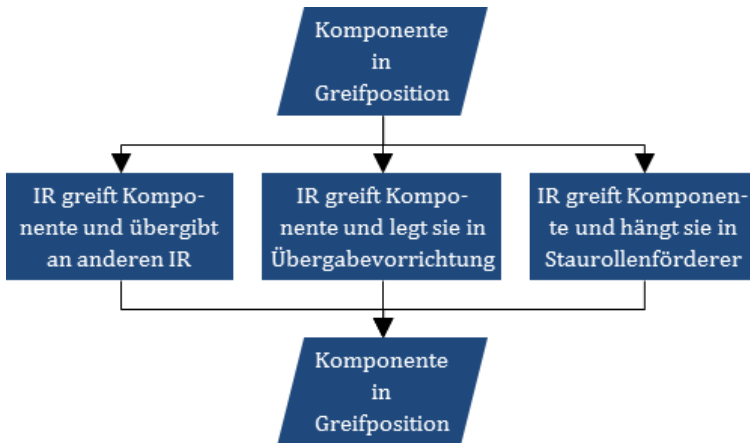 Komponente
in
Greifposition
IR greift Kompo-
nente und übergibt
an anderen IR
IR greift Kompo-
nente und legt sie in
Übergabevorrichtung
IR greift Komponen-
te und hängt sie in
Staurollenförderer
Komponente
in
Greifposition